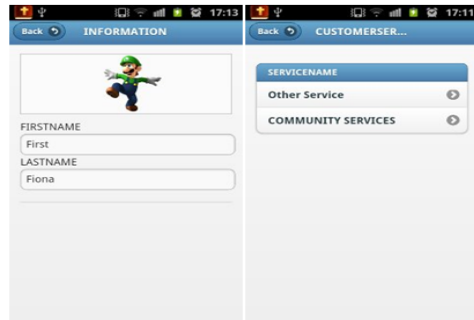 17:13
Back INFORMATION
FIRSTNAME
First
LASTNAME
Fiona
17:11
Back CUSTOMERSER...
SERVICENAME
Other Service
COMMUNITY SERVICES